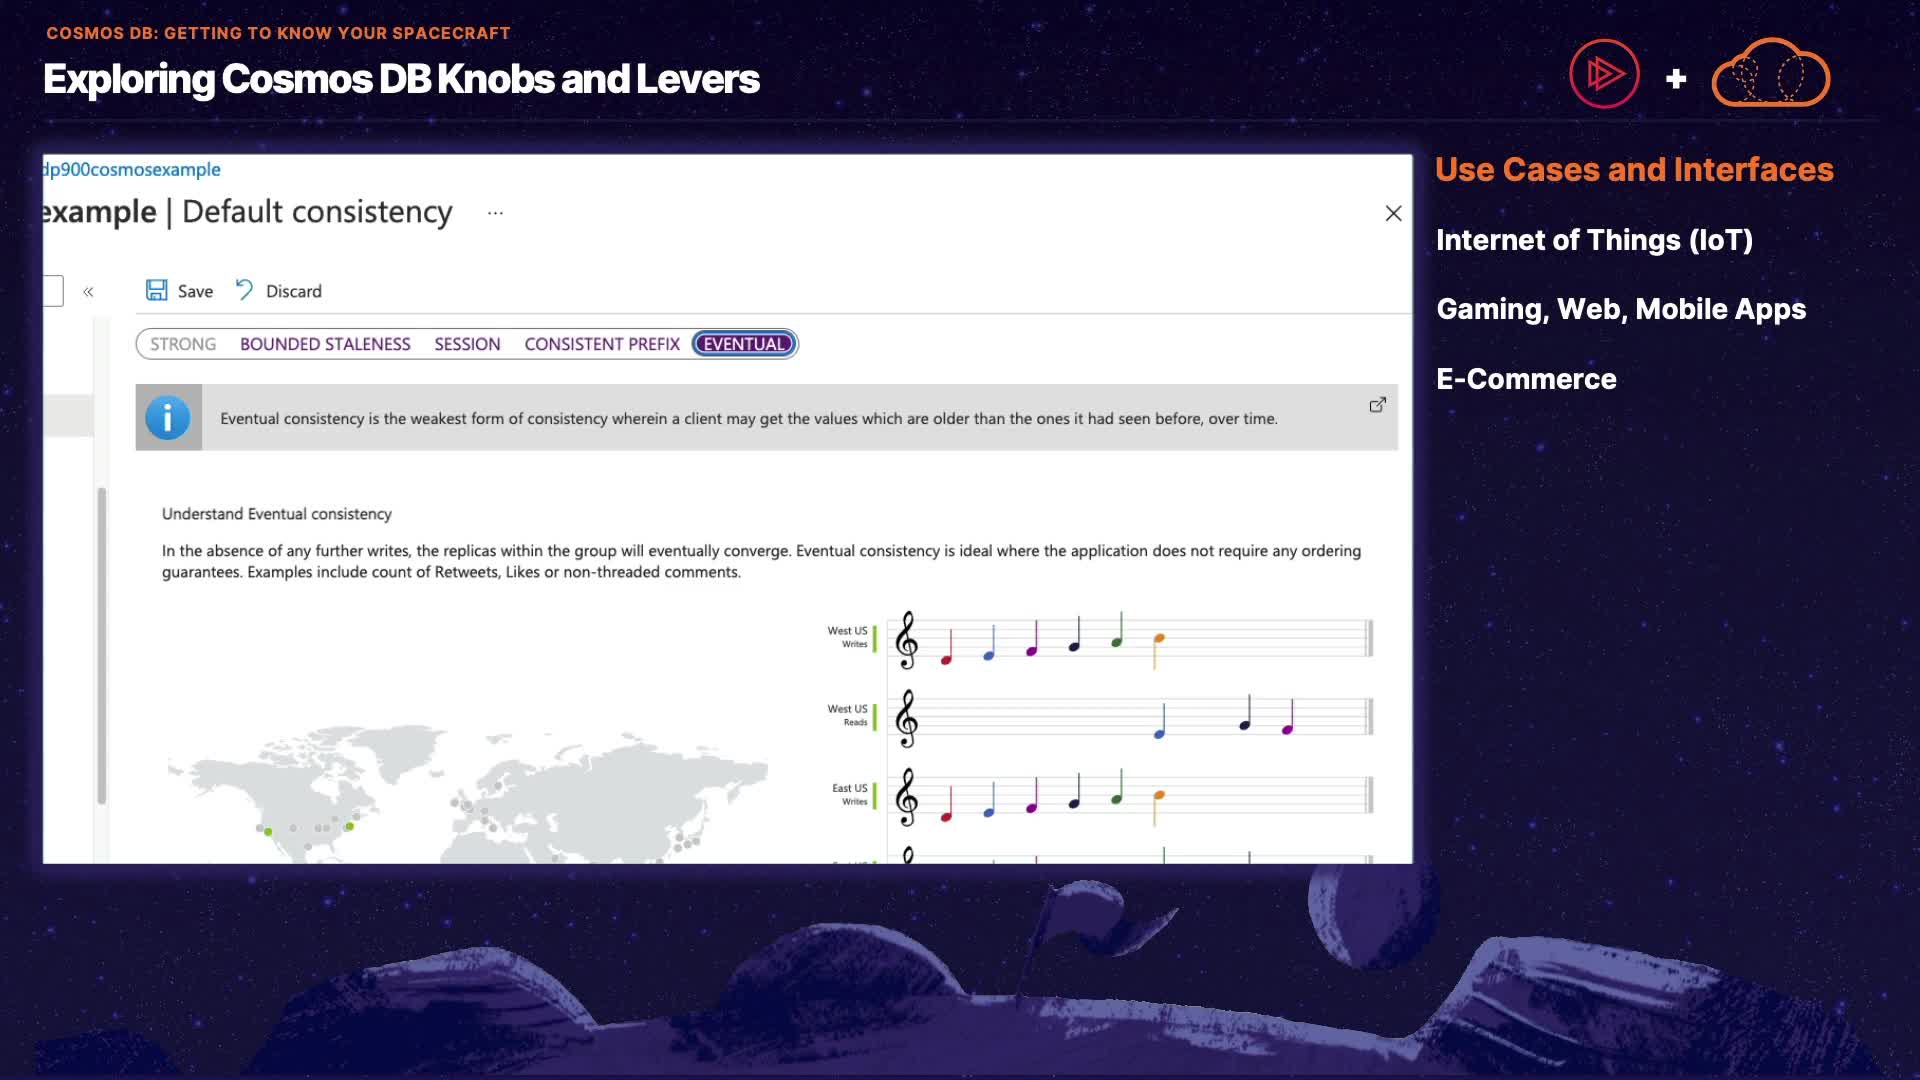 COSMOS DB: GETTING TO KNOW YOUR SPACECRAFT
Exploring Cosmos DB Knobs and Levers
dp900cosmosexample
example | Default consistency ...
Save Discard
STRONG BOUNDED STALENESS SESSION CONSISTENT PREFIX EVENTUAL
Eventual consistency is the weakest form of consistency wherein a client may get the values which are older than the ones it had seen before, over time.
Understand Eventual consistency
In the absence of any further writes, the replicas within the group will eventually converge. Eventual consistency is ideal where the application does not require any ordering
guarantees. Examples include count of Retweets, Likes or non-threaded comments.
West US
Writes
West US
Reads
East US
Writes
Use Cases and Interfaces
Internet of Things (IoT)
Gaming, Web, Mobile Apps
E-Commerce